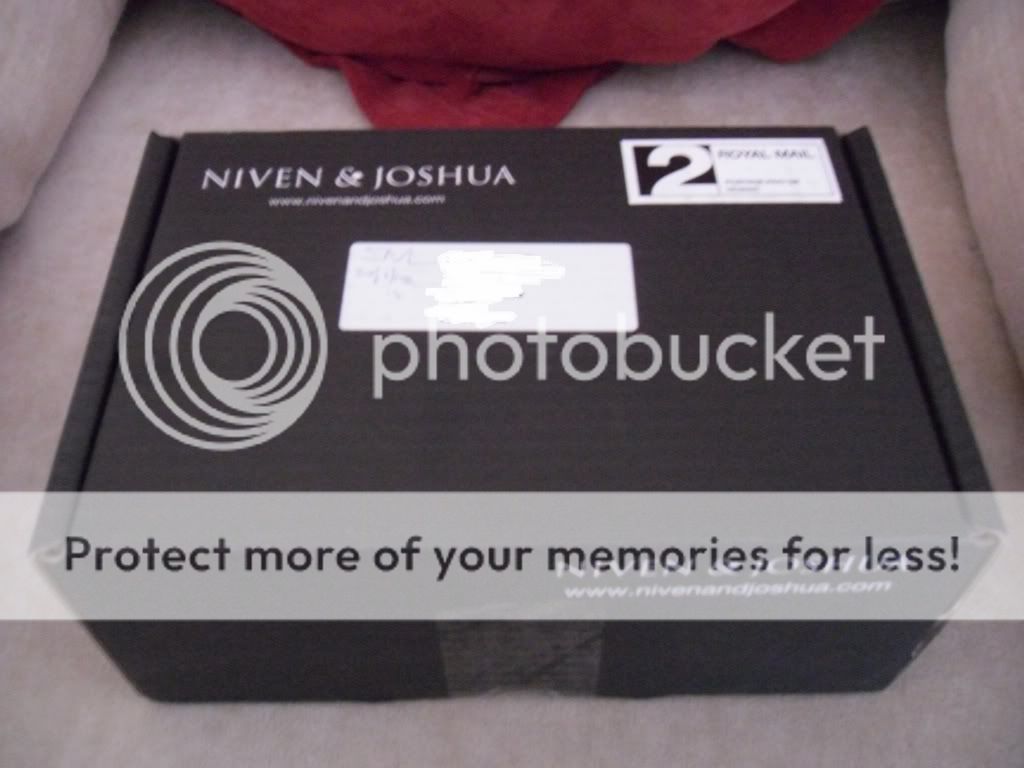 NIVEN & JOSHUA
www.nivenandjoshua.com
2 ROYAL MAIL
SM
photobucket
Protect more of your memories for less!
NIVEN & JOSHUA
www.nivenandjoshua.com